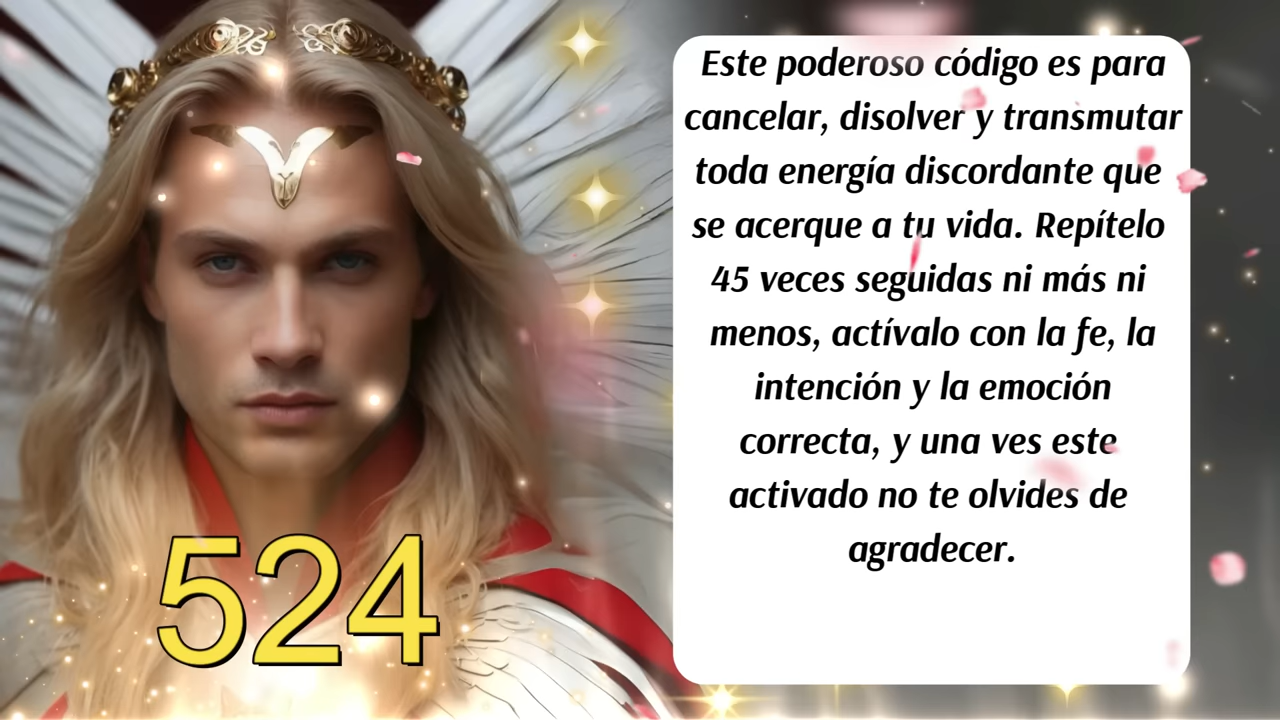 Este poderoso código es para
cancelar, disolver y transmutar
toda energía discordante que
se acerque a tu vida. Repítelo
45 veces seguidas ni más ni
menos, actívalo con la fe, la
intención y la emoción
correcta, y una ves este
activado no te olvides de
agradecer.
524